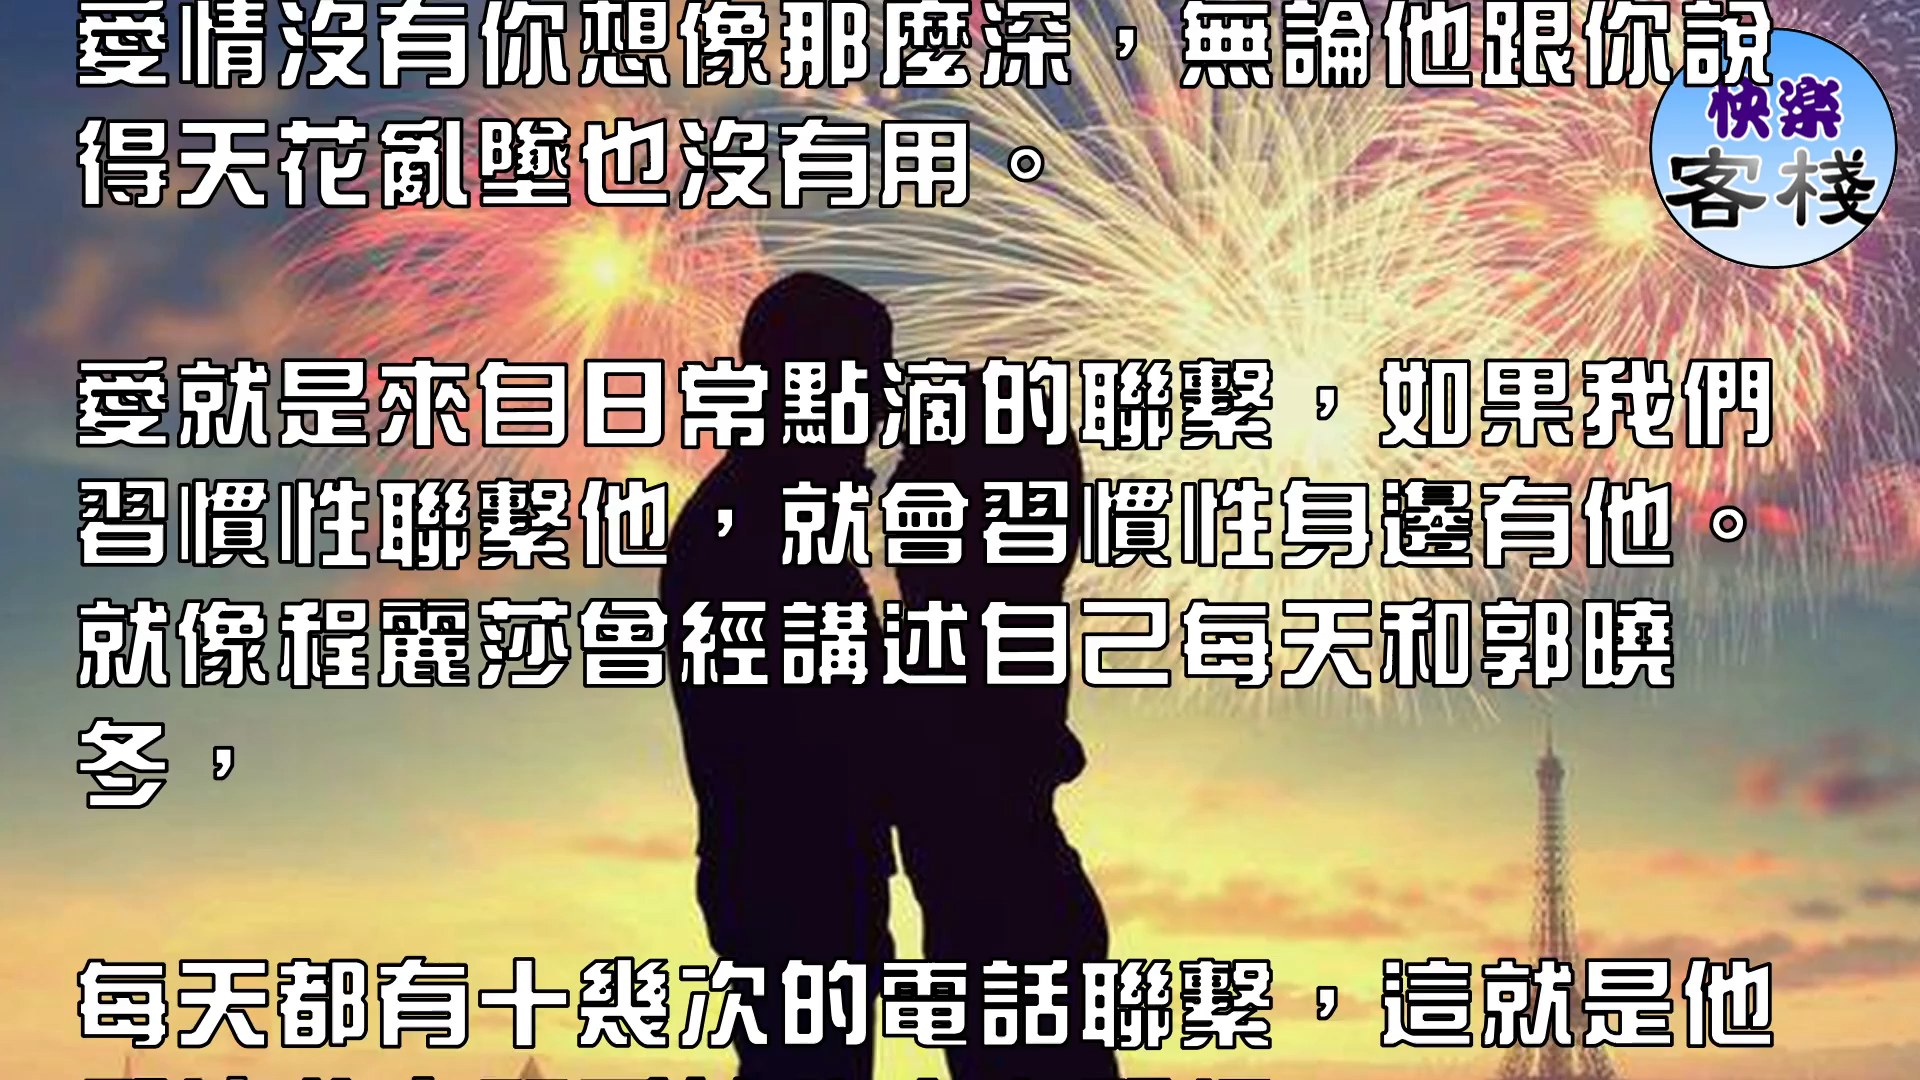 愛情沒有你想像那麼深，無論他跟你說
得天花亂墜也沒有用。
快樂
客棧
愛就是來自日常點滴的聯繫，如果我們
習慣性聯繫他，就會習慣性身邊有他。
就像程麗莎曾經講述自己每天和郭曉
冬，
每天都有十幾次的電話聯繫，這就是他